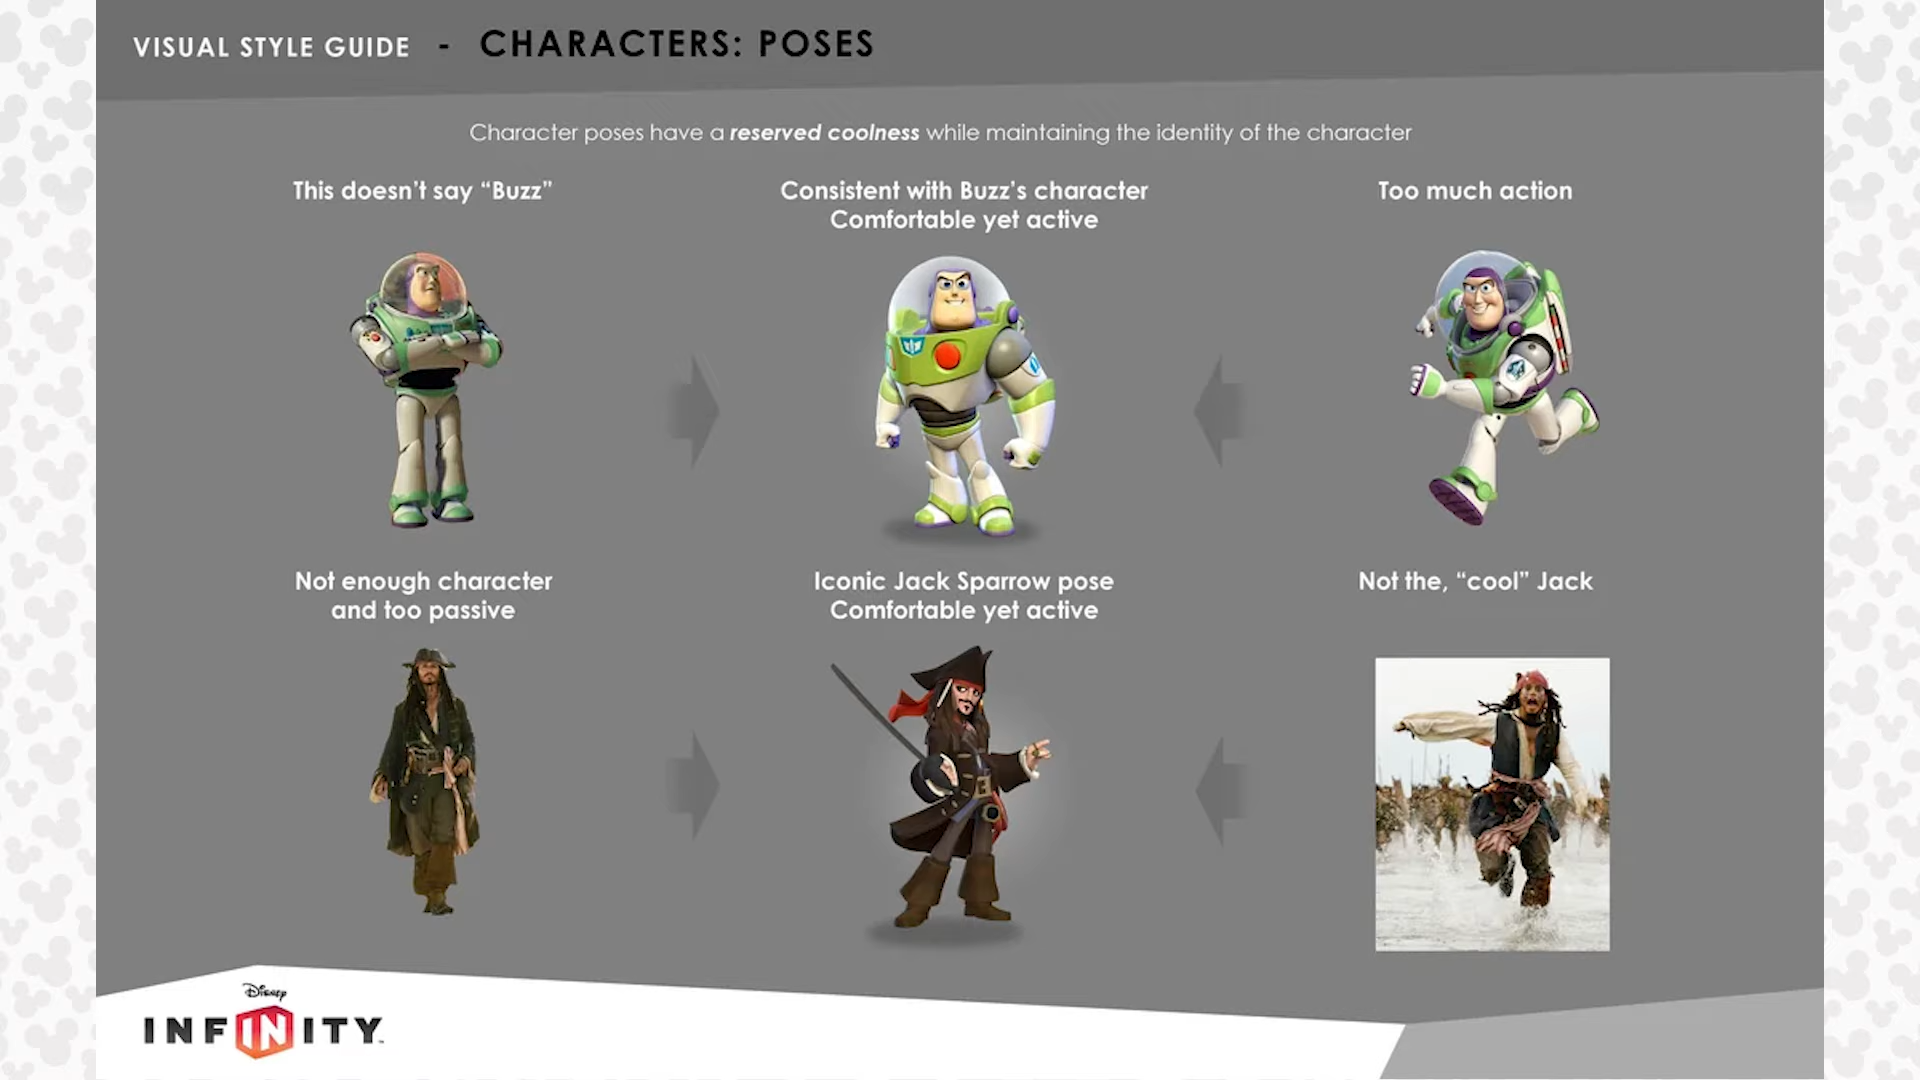 VISUAL STYLE GUIDE - CHARACTERS: POSES
Character poses have a reserved coolness while maintaining the identity of the character
This doesn't say “Buzz”
Consistent with Buzz's character
Comfortable yet active
Too much action
Not enough character
and too passive
Iconic Jack Sparrow pose
Comfortable yet active
Not the, “cool” Jack
Disney
INFINITY™